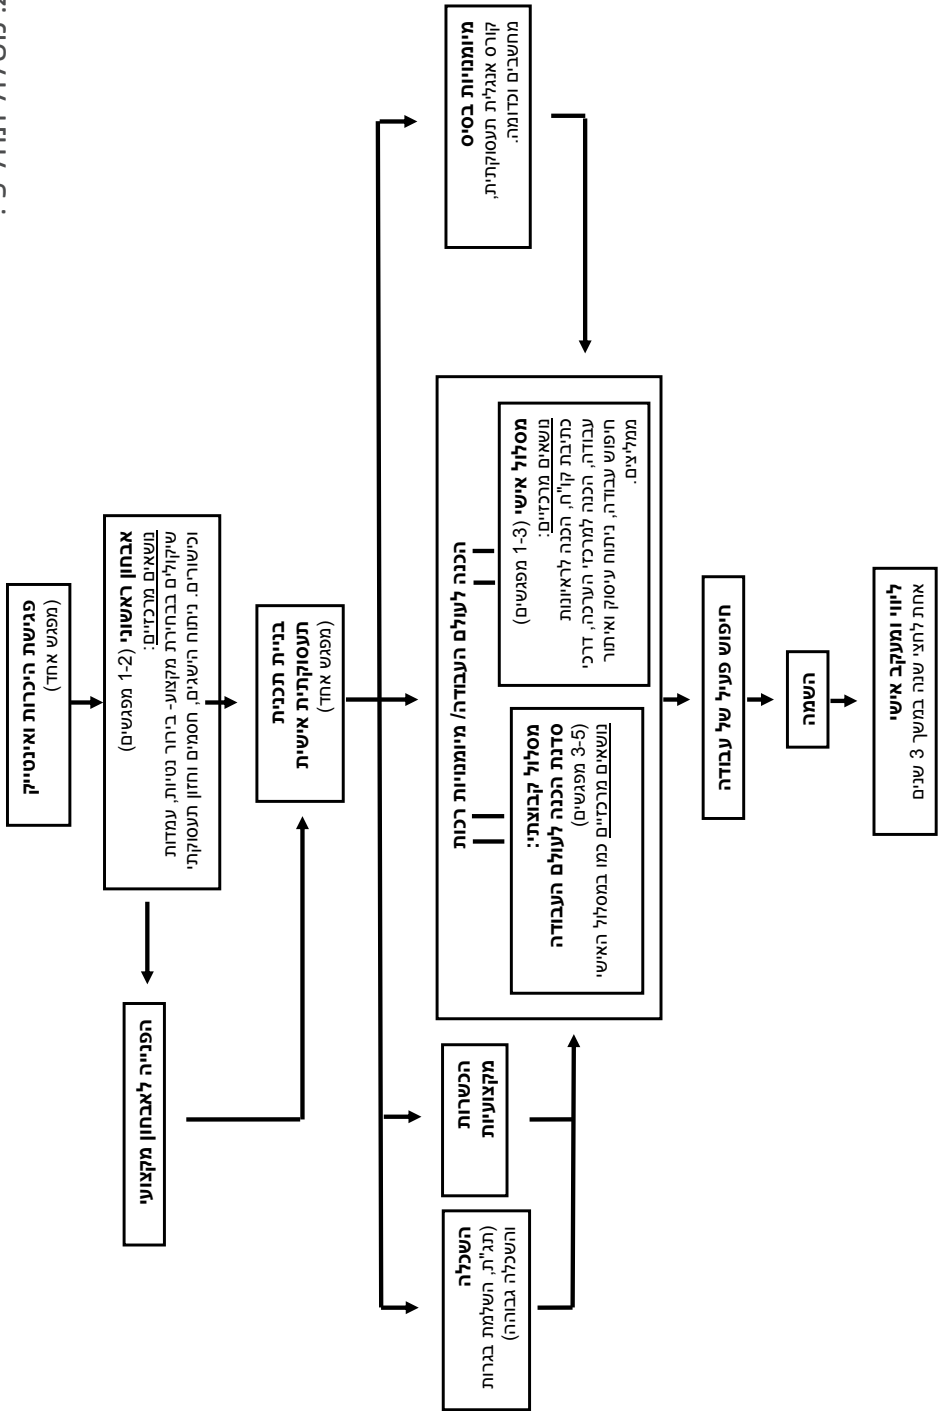 פגישת היכרות ואינטייק
(מפגש אחד)
אבחון ראשוני (1-2 מפגשים)
נושאים מרכזיים:
שיקולים בבחירת מקצוע- בירור נטיות, עמדות
וכישורים. ניתוח הישגים, חסמים וחזון תעסוקתי
הפנייה לאבחון מקצועי
בניית תכנית
תעסוקתית אישית
(מפגש אחד)
מיומנויות בסיס
קורס אנגלית תעסוקתית,
מחשבים וכדומה.
הכנה לעולם העבודה/ מיומנויות רכות
מסלול אישי (1-3 מפגשים)
נושאים מרכזיים:
כתיבת קו"ח, הכנה לראיונות
עבודה, הכנה למרכזי הערכה, דרכי
חיפוש עבודה, ניתוח עיסוק ואיתור
ממליצים.
מסלול קבוצתי:
סדנת הכנה לעולם העבודה
(3-5 מפגשים)
נושאים מרכזיים כמו במסלול האישי
הכשרות
מקצועיות
השכלה
(תג"ת, השלמת בגרות
והשכלה גבוהה)
חיפוש פעיל של עבודה
השמה
ליווי ומעקב אישי
אחת לחצי שנה במשך 3 שנים